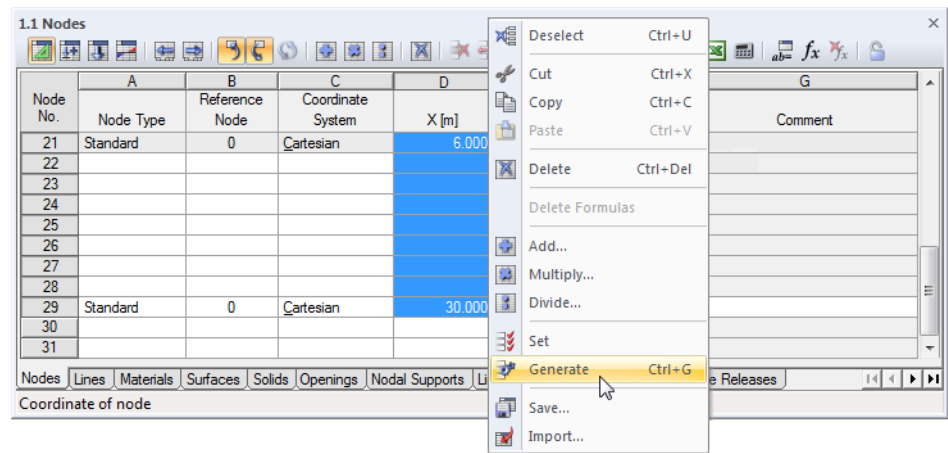 1.1 Nodes
fx fx
A B C D G
Node No. Node Type Reference Node Coordinate System X [m] Comment
21 Standard 0 Cartesian 6.000
22
23
24
25
26
27
28
29 Standard 0 Cartesian 30.000
30
31
Deselect Ctrl+U
Cut Ctrl+X
Copy Ctrl+C
Paste Ctrl+V
Delete Ctrl+Del
Delete Formulas
Add...
Multiply...
Divide...
Set
Generate Ctrl+G
Save...
Import...
Nodes Lines Materials Surfaces Solids Openings Nodal Supports Li e Releases
Coordinate of node